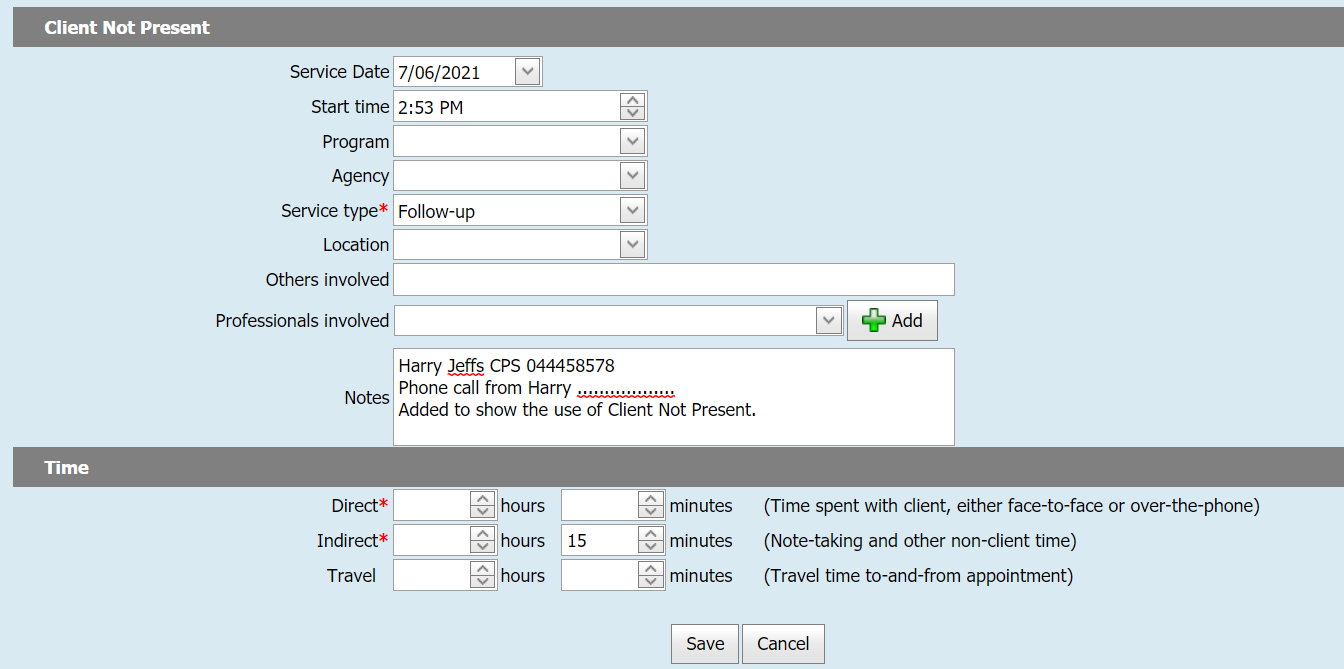 Client Not Present
Service Date 7/06/2021
Start time 2:53 PM
Program
Agency
Service type* Follow-up
Location
Others involved
Professionals involved Add
Notes
Harry Jeffs CPS 044458578
Phone call from Harry ..................
Added to show the use of Client Not Present.
Time
Direct* hours minutes (Time spent with client, either face-to-face or over-the-phone)
Indirect* hours 15 minutes (Note-taking and other non-client time)
Travel hours minutes (Travel time to-and-from appointment)
Save Cancel